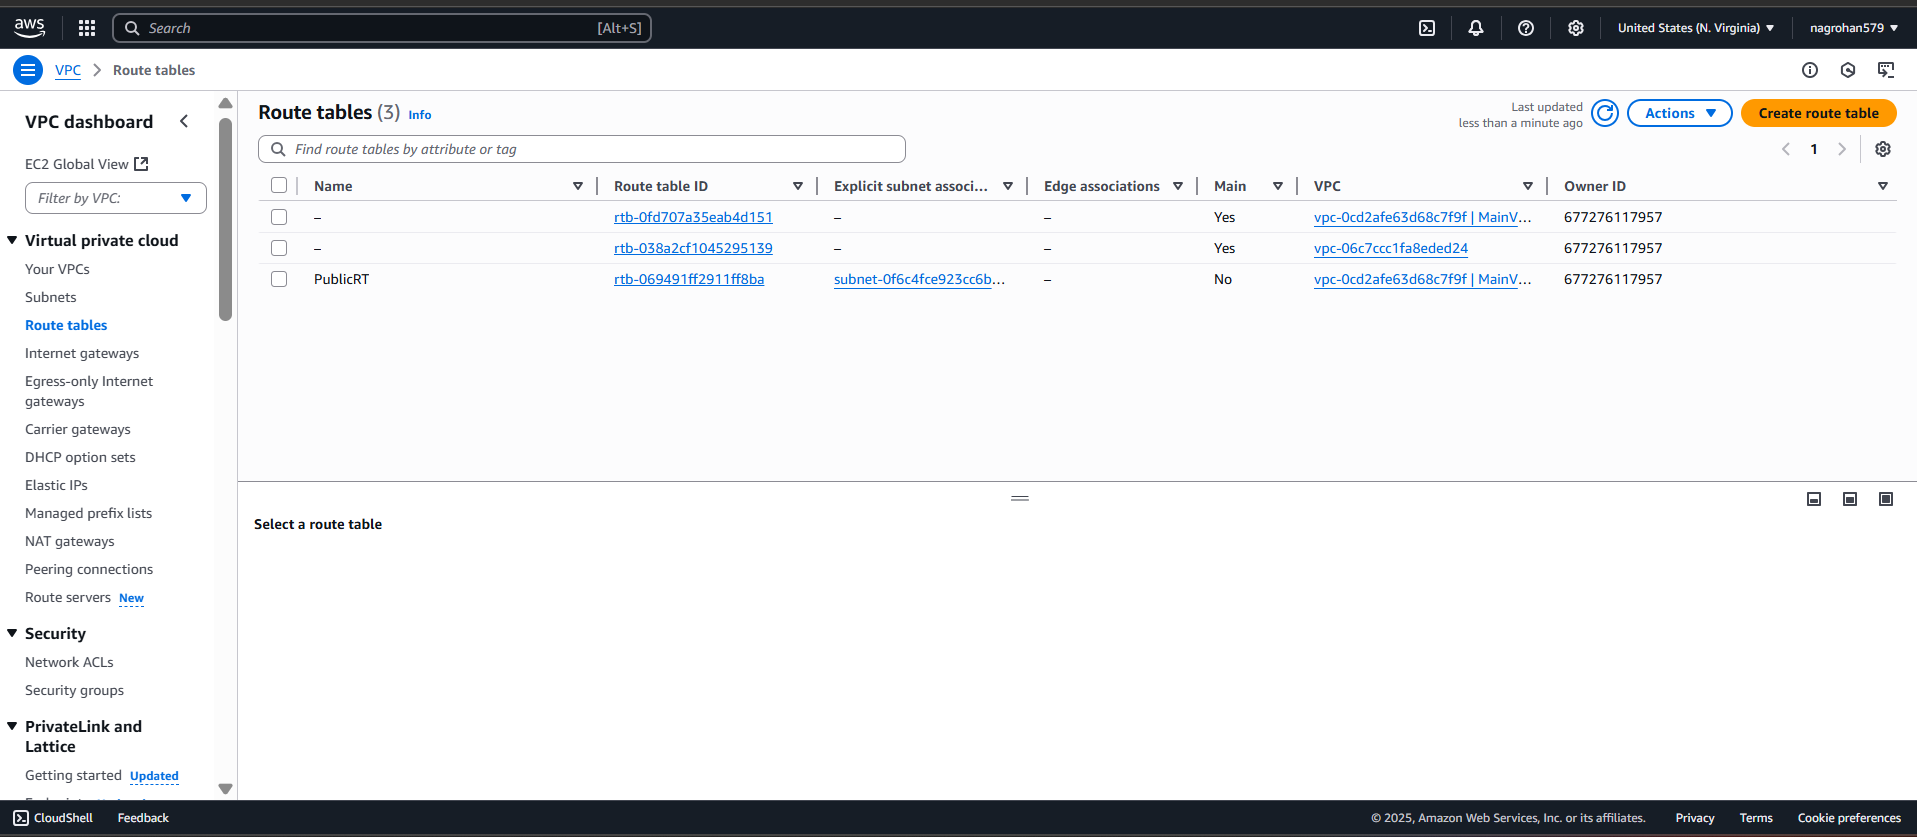 aws
Search
[Alt+S]
United States (N. Virginia)
nagrohan579
VPC
Route tables
VPC dashboard
EC2 Global View
Filter by VPC:
Virtual private cloud
Your VPCs
Subnets
Route tables
Internet gateways
Egress-only Internet
gateways
Carrier gateways
DHCP option sets
Elastic IPs
Managed prefix lists
NAT gateways
Peering connections
Route servers New
Security
Network ACLs
Security groups
PrivateLink and
Lattice
Getting started Updated
Route tables (3) Info
Last updated
less than a minute ago
Actions
Create route table
Find route tables by attribute or tag
1
Name Route table ID Explicit subnet associ... Edge associations Main VPC Owner ID
– rtb-0fd707a35eab4d151 – – Yes vpc-0cd2afe63d68c7f9f | MainV... 677276117957
– rtb-038a2cf1045295139 – – Yes vpc-06c7ccc1fa8eded24 677276117957
PublicRT rtb-069491ff2911ff8ba subnet-0f6c4fce923cc6b... – No vpc-0cd2afe63d68c7f9f | MainV... 677276117957
Select a route table
CloudShell
Feedback
© 2025, Amazon Web Services, Inc. or its affiliates.
Privacy
Terms
Cookie preferences